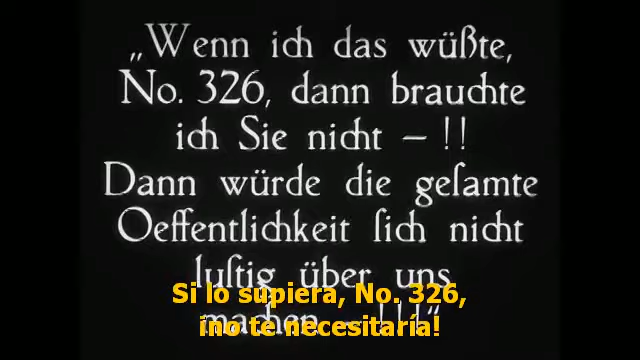 „Wenn ich das wüßte,
No. 326, dann brauchte
ich Sie nicht – !!
Dann würde die geſamte
Oeffentlichkeit ſich nicht
luſtig über uns
machen – !!!“
Si lo supiera, No. 326,
¡no te necesitaría!